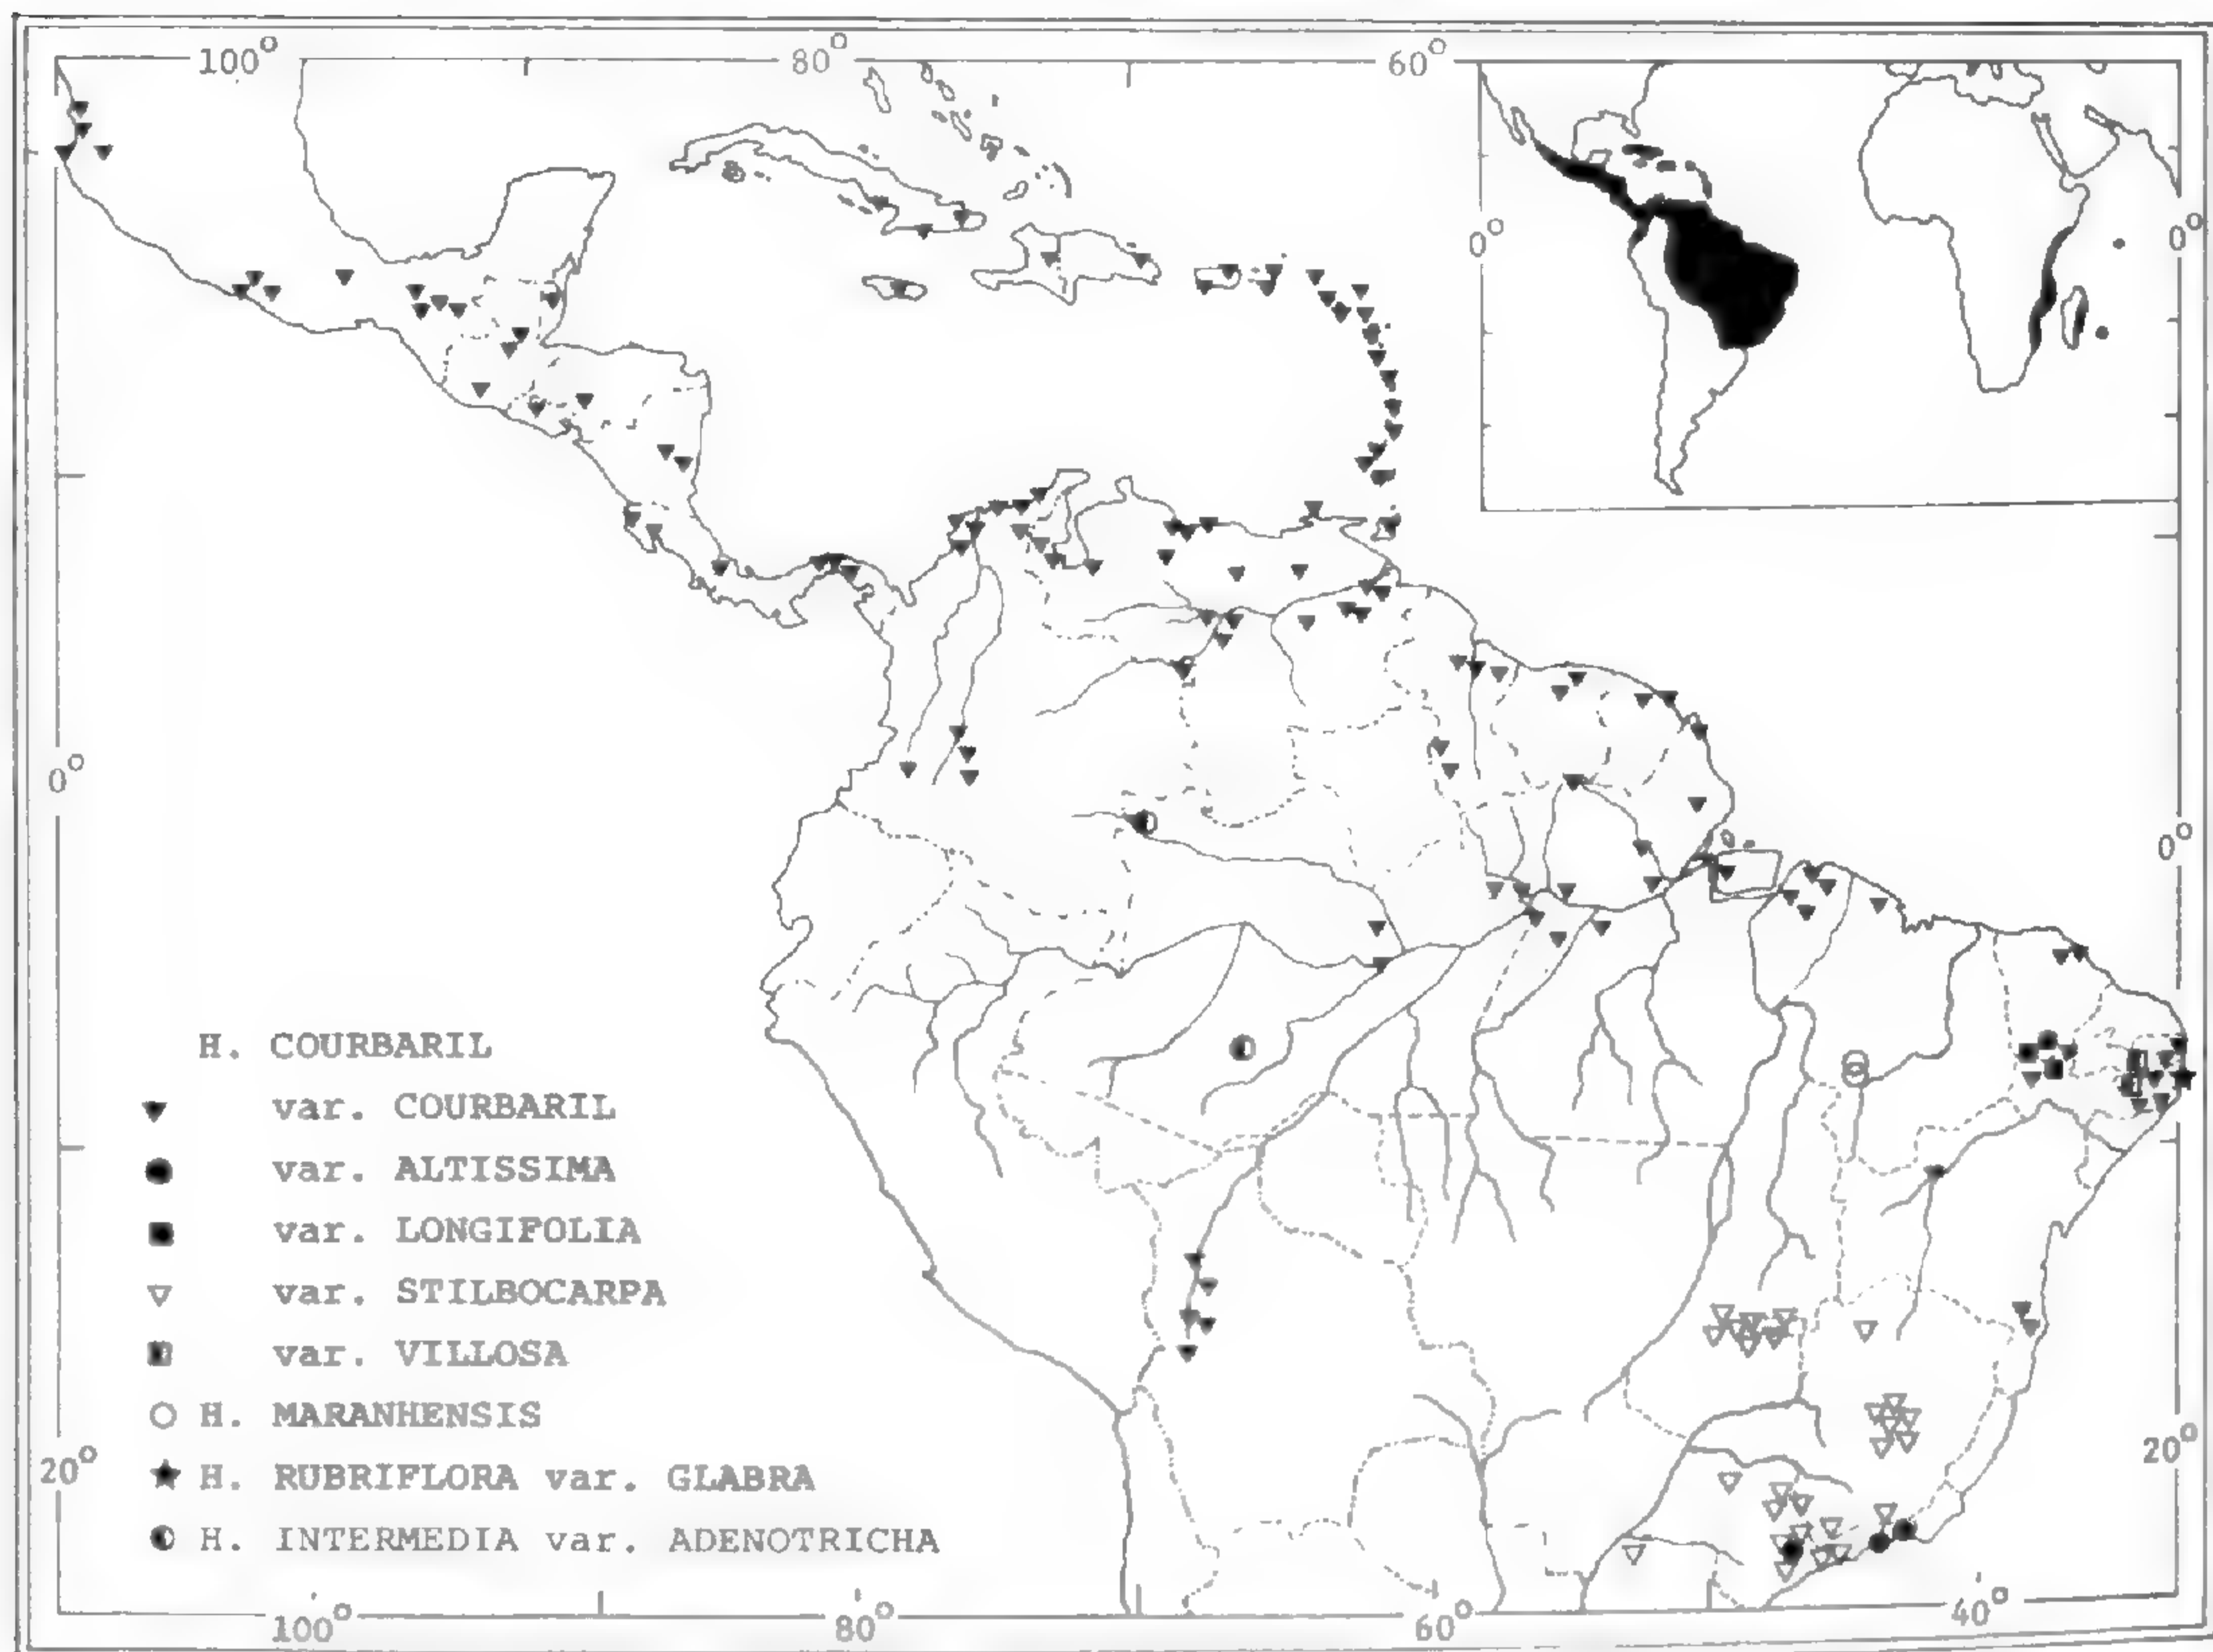 100° 80° 60°
0° 0°
0°
0°
H. COURBARIL
var. COURBARIL
var. ALTISSIMA
var. LONGIFOLIA
var. STILBOCARPA
var. VILLOSA
H. MARANHENSIS
20° H. RUBRIFLORA var. GLABRA 20°
H. INTERMEDIA var. ADENOTRICHA
100° 80° 60° 40°